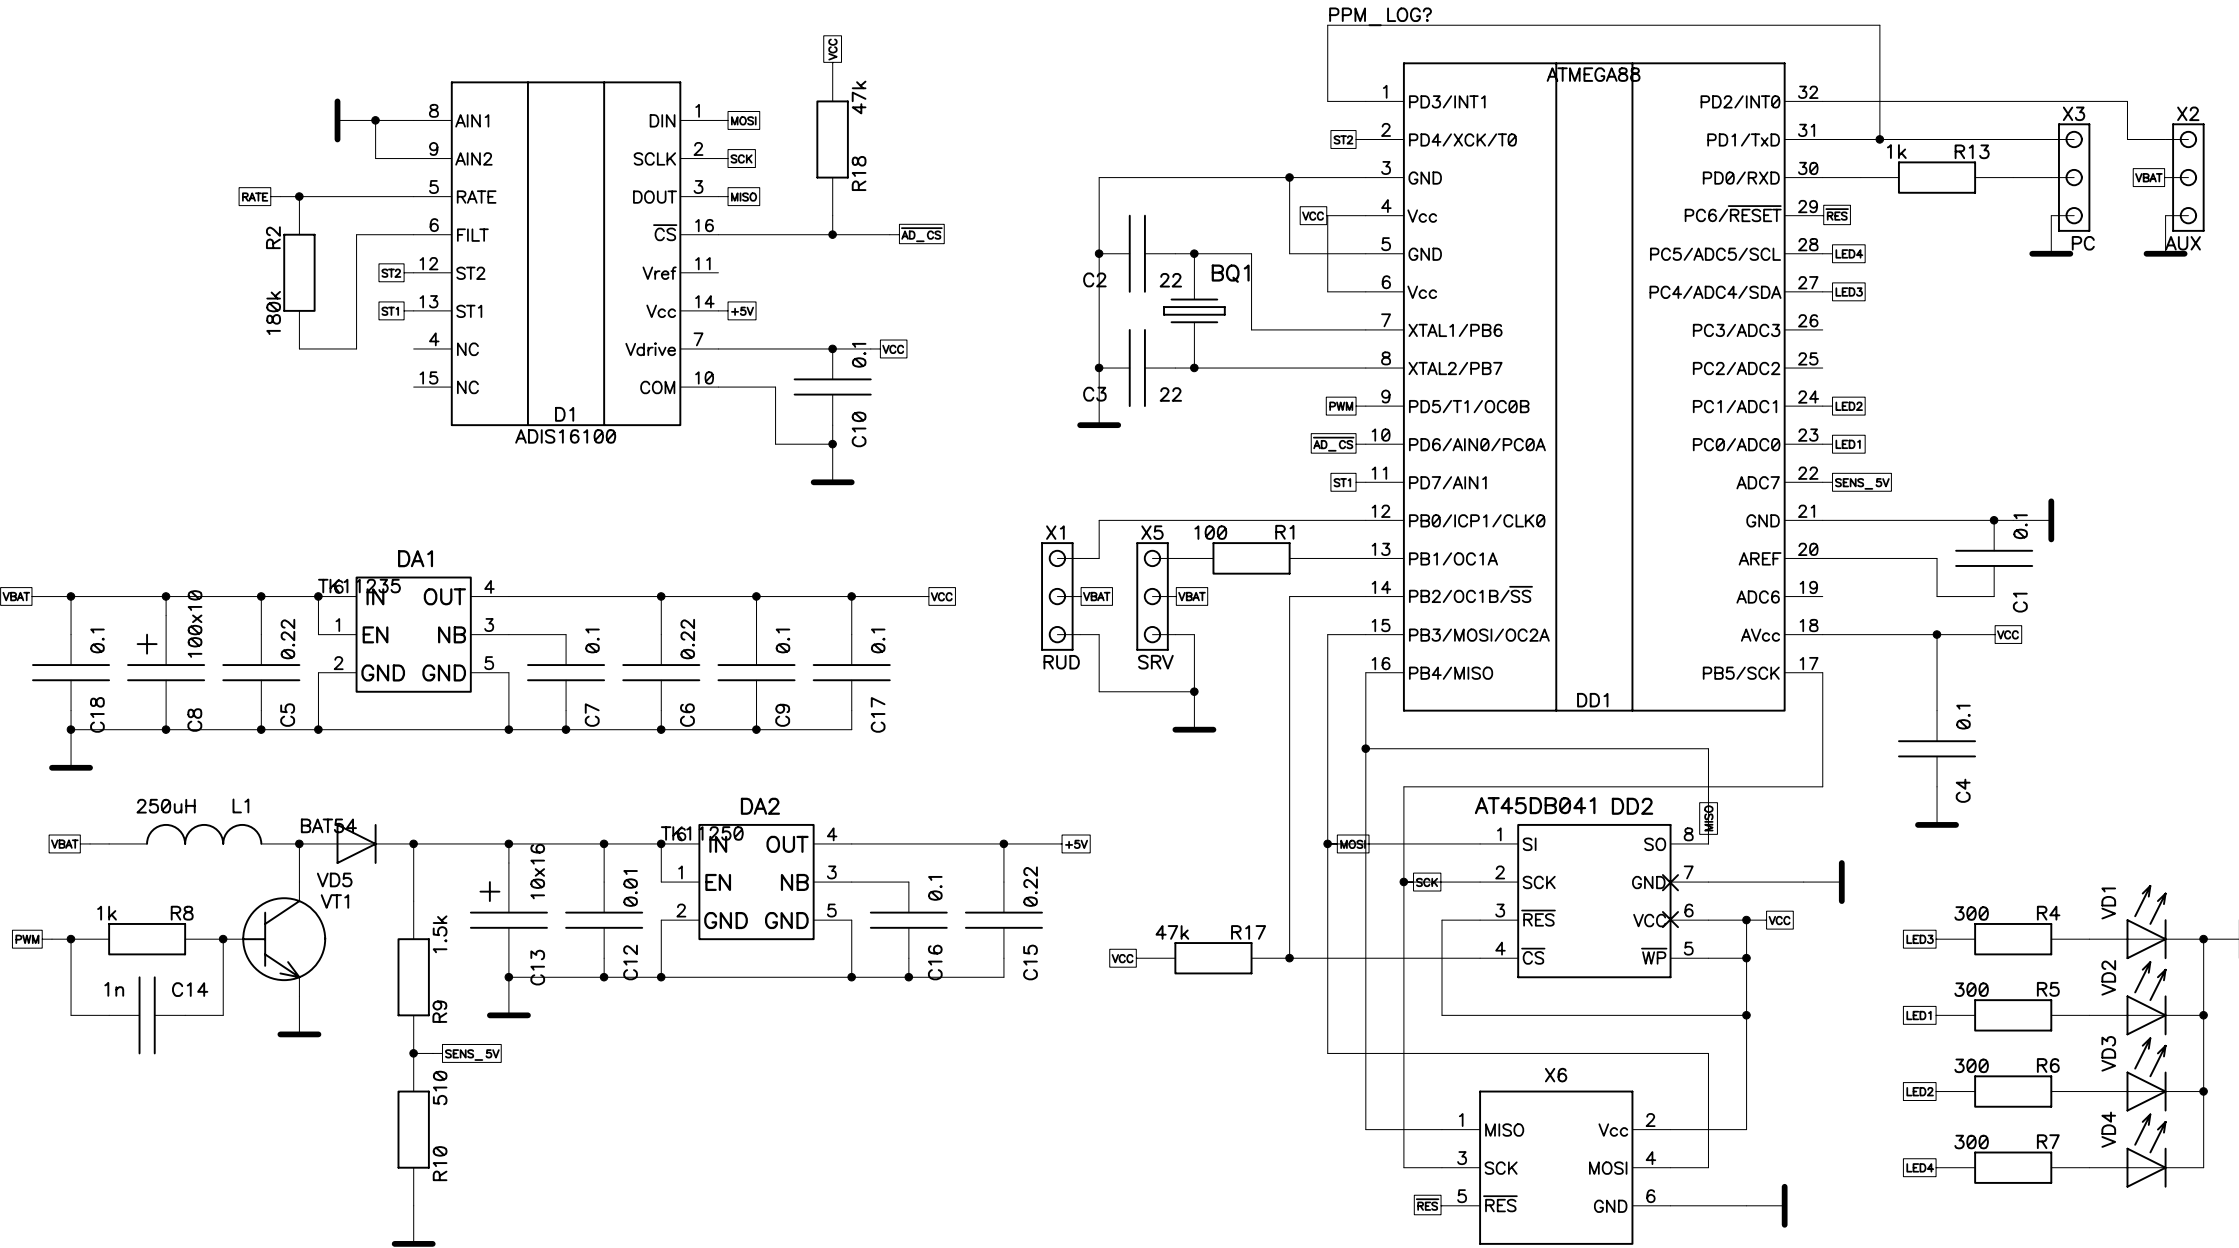 PPM_LOG?
VCC
47k
R18
8 AIN1 DIN 1 MOSI
9 AIN2 SCLK 2 SCK
RATE 5 RATE DOUT 3 MISO
6 FILT CS 16 AD_CS
ST2 12 ST2 Vref 11
ST1 13 ST1 Vcc 14 +5V
4 NC Vdrive 7 VCC
15 NC COM 10
R2
180k
0.1
C10
D1
ADIS16100
ATMEGA88
1 PD3/INT1 PD2/INT0 32
ST2 2 PD4/XCK/T0 PD1/TxD 31
3 GND PD0/RXD 30
VCC 4 Vcc PC6/RESET 29 RES
5 GND PC5/ADC5/SCL 28 LED4
6 Vcc PC4/ADC4/SDA 27 LED3
7 XTAL1/PB6 PC3/ADC3 26
8 XTAL2/PB7 PC2/ADC2 25
PWM 9 PD5/T1/OC0B PC1/ADC1 24 LED2
AD_CS 10 PD6/AIN0/PC0A PC0/ADC0 23 LED1
ST1 11 PD7/AIN1 ADC7 22 SENS_5V
12 PB0/ICP1/CLK0 GND 21
13 PB1/OC1A AREF 20
14 PB2/OC1B/SS ADC6 19
15 PB3/MOSI/OC2A AVcc 18 VCC
16 PB4/MISO PB5/SCK 17
DD1
1k R13
X3
PC
X2
VBAT
AUX
C2 22 BQ1
C3 22
0.1
C1
0.1
C4
X1
VBAT
RUD
X5
VBAT
SRV
100 R1
DA1
TK11235
VBAT 6 IN OUT 4 VCC
1 EN NB 3
2 GND GND 5
0.1
C18
100x10
+
C8
0.22
C5
0.1
C7
0.22
C6
0.1
C9
0.1
C17
250uH L1
VBAT
BAT54
VD5
VT1
PWM
1k R8
1n C14
1.5k
R9
SENS_5V
510
R10
DA2
TK11250
6 IN OUT 4 +5V
1 EN NB 3
2 GND GND 5
10x16
+
C13
0.01
C12
0.1
C16
0.22
C15
AT45DB041 DD2
MISO
MOSI 1 SI SO 8
SCK 2 SCK GND 7
3 RES VCC 6 VCC
4 CS WP 5
VCC 47k R17
X6
1 MISO Vcc 2
3 SCK MOSI 4
RES 5 RES GND 6
LED3 300 R4 VD1
LED1 300 R5 VD2
LED2 300 R6 VD3
LED4 300 R7 VD4